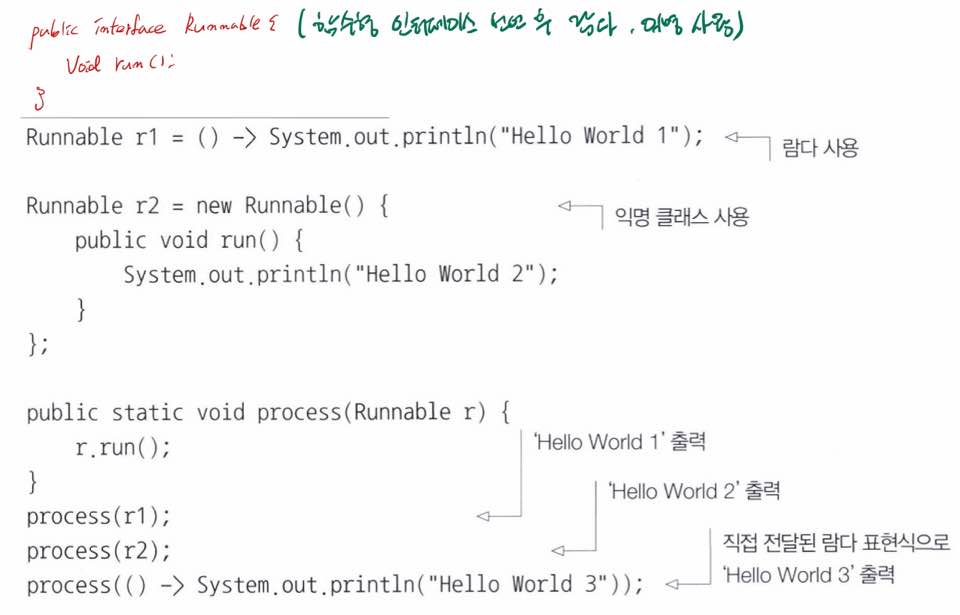 public interface Runnable { (함수형 인터페이스 선언 후 람다, 익명 사용)
void run();
}
Runnable r1 = () -> System.out.println("Hello World 1");
람다 사용
Runnable r2 = new Runnable() {
익명 클래스 사용
public void run() {
System.out.println("Hello World 2");
}
};
public static void process(Runnable r) {
r.run();
‘Hello World 1’ 출력
}
‘Hello World 2’ 출력
process(r1);
process(r2);
직접 전달된 람다 표현식으로
‘Hello World 3’ 출력
process(() -> System.out.println("Hello World 3"));